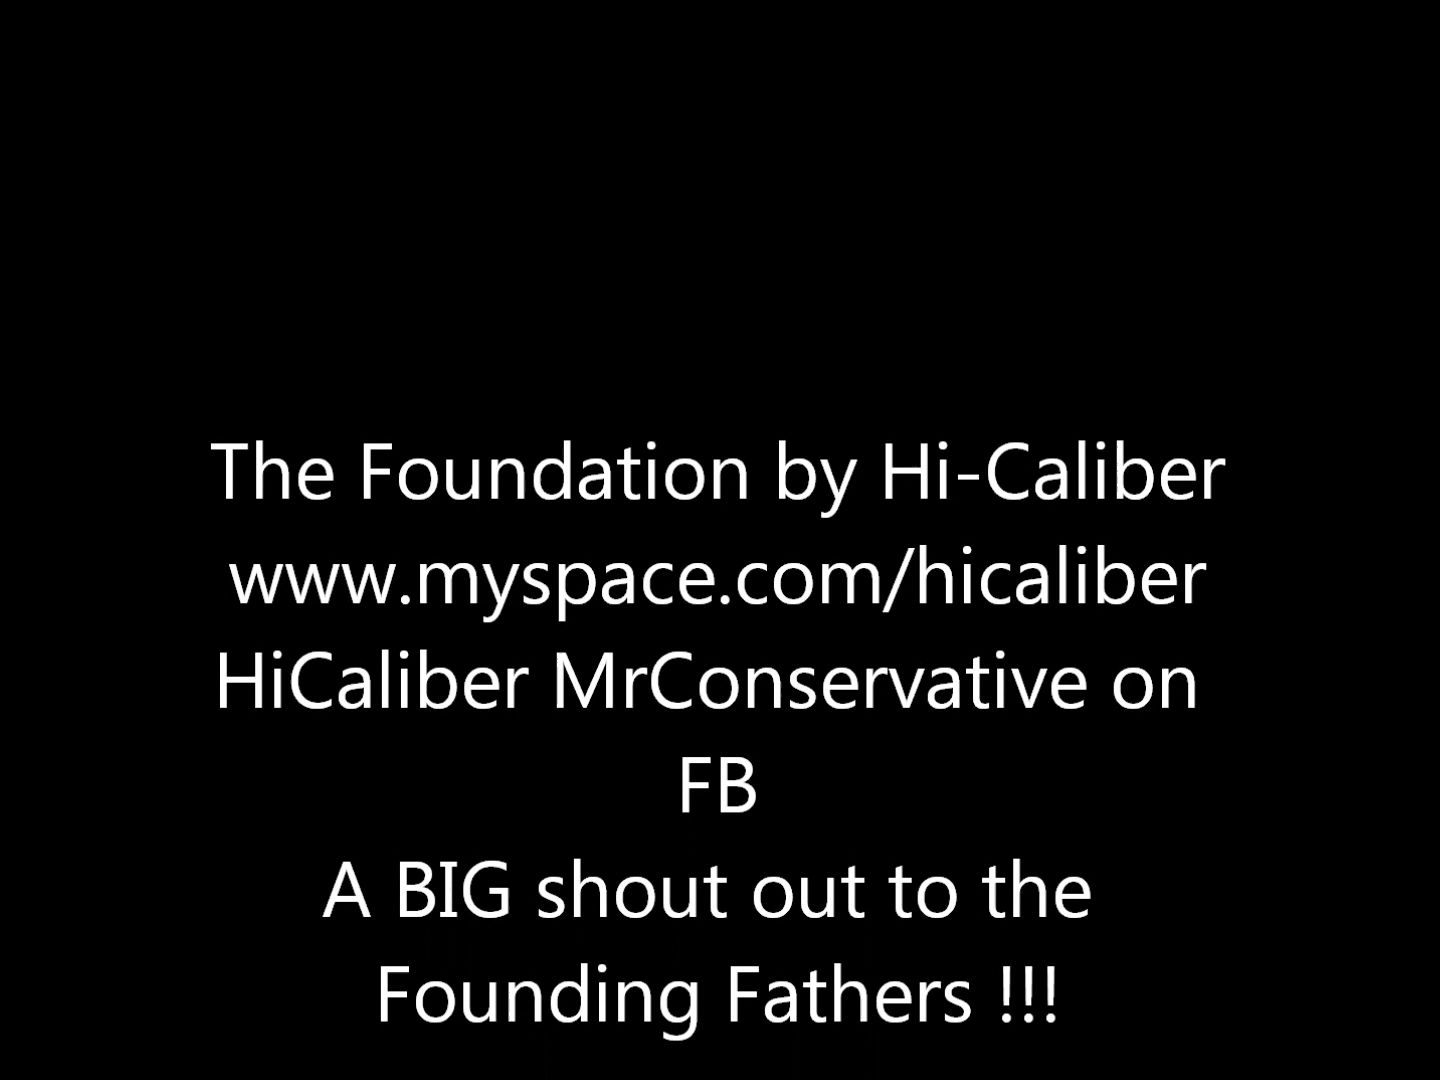 The Foundation by Hi-Caliber
www.myspace.com/hicaliber
HiCaliber MrConservative on
FB
A BIG shout out to the
Founding Fathers !!!